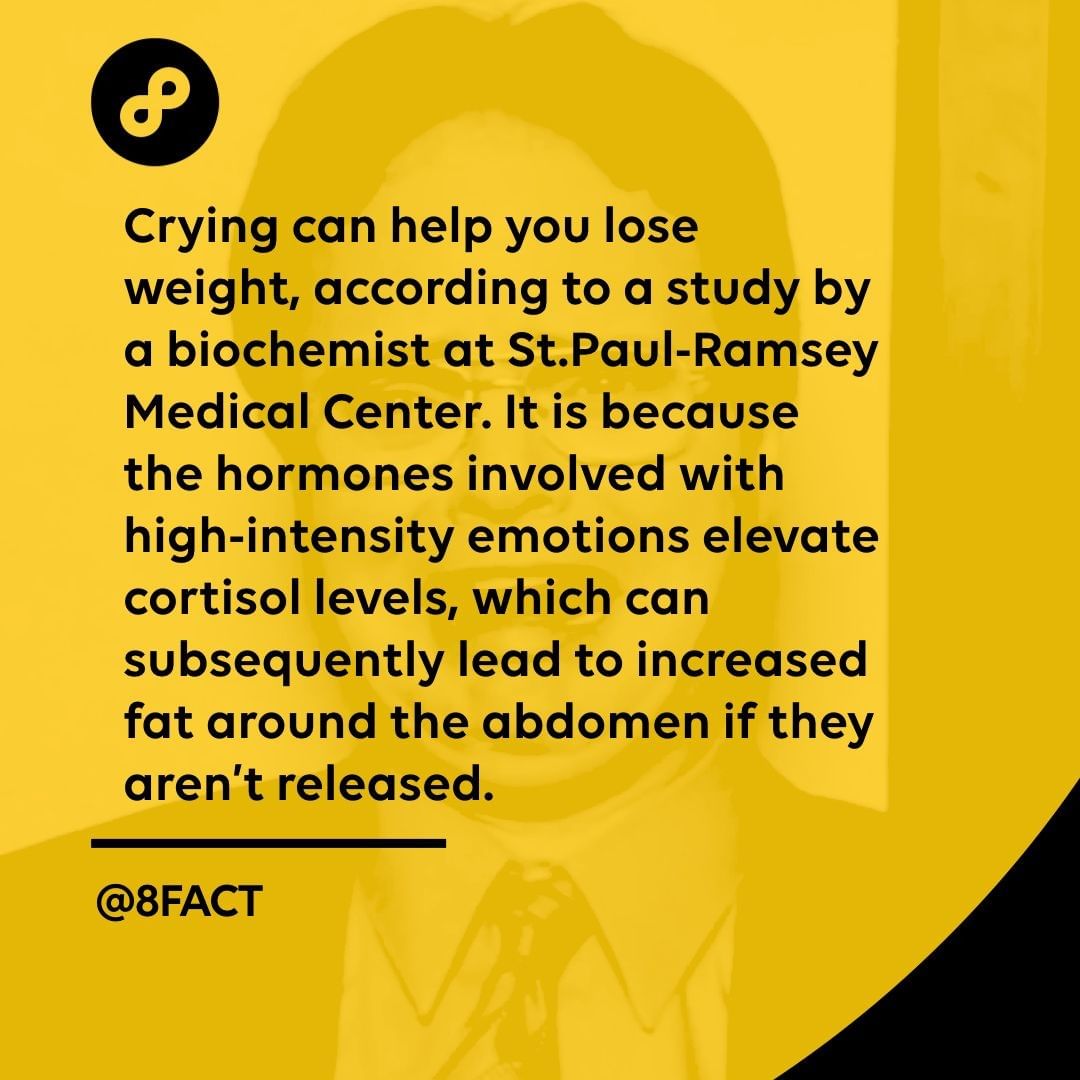 Crying can help you lose
weight, according to a study by
a biochemist at St.Paul-Ramsey
Medical Center. It is because
the hormones involved with
high-intensity emotions elevate
cortisol levels, which can
subsequently lead to increased
fat around the abdomen if they
aren't released.
@8FACT